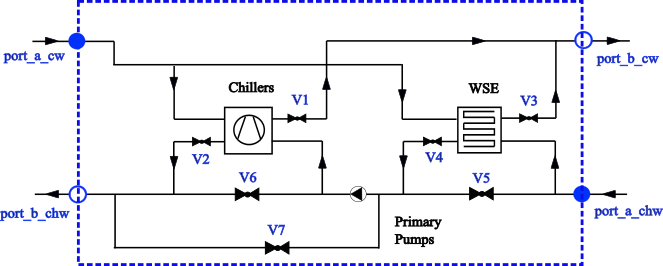 port_a_cw
port_b_cw
Chillers
WSE
V1
V3
V2
V4
V6
V5
port_b_chw
port_a_chw
V7
Primary
Pumps